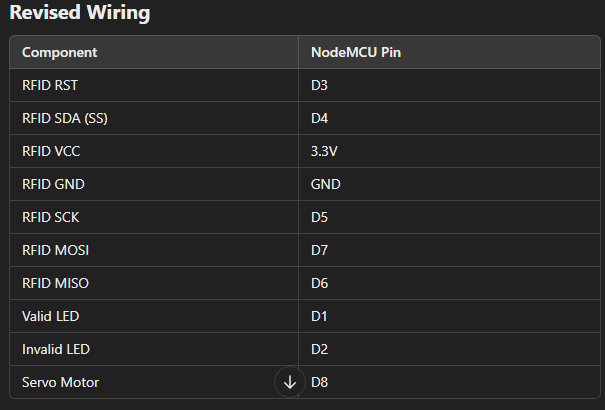 Revised Wiring
Component NodeMCU Pin
RFID RST D3
RFID SDA (SS) D4
RFID VCC 3.3V
RFID GND GND
RFID SCK D5
RFID MOSI D7
RFID MISO D6
Valid LED D1
Invalid LED D2
Servo Motor D8